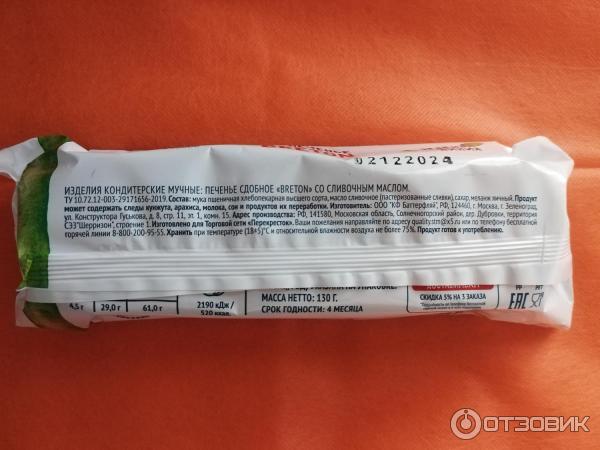 02122024
ИЗДЕЛИЯ КОНДИТЕРСКИЕ МУЧНЫЕ: ПЕЧЕНЬЕ СДОБНОЕ «BRETON» СО СЛИВОЧНЫМ МАСЛОМ.
ТУ 10.72.12-003-29171656-2019. Состав: мука пшеничная хлебопекарная высшего сорта, масло сливочное (пастеризованные сливки), сахар, меланж яичный. Продукт
может содержать следы кунжута, арахиса, молока, сои и продуктов их переработки. Изготовитель: ООО "КФ Баттерфляй", РФ, 124460, г. Москва, г. Зеленоград,
ул. Конструктора Гуськова, д. 8, стр. 11, эт. 1, комн. 15. Адрес производства: РФ, 141580, Московская область, Солнечногорский район, дер. Дубровки, территория
СЭЗ"Шерризон", строение 1. Изготовлено для Торговой сети "Перекресток". Ваши пожелания направляйте по адресу quality.stm@x5.ru или по телефону бесплатной
горячей линии 8-800-200-95-55. Хранить при температуре (18±5)°С и относительной влажности воздуха не более 75%. Продукт готов к употреблению.
4,5 г 29,0 г 61,0 г 2190 кДж/
520 ккал
МАССА НЕТТО: 130 Г.
СРОК ГОДНОСТИ: 4 МЕСЯЦА
СКИДКА 5% НА 3 ЗАКАЗА
EAC
ОТЗОВИК